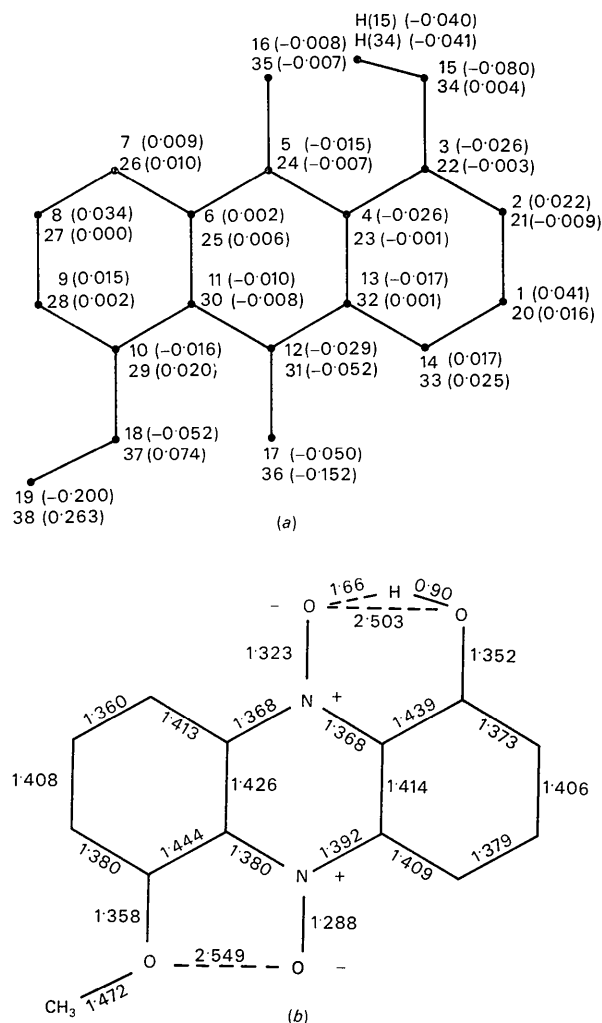 H(15) (−0·040)
16 (−0·008) H(34) (−0·041)
35 (−0·007) 15 (−0·080)
34 (0·004)
7 (0·009) 5 (−0·015) 3 (−0·026)
26 (0·010) 24 (−0·007) 22 (−0·003)
8 (0·034) 6 (0·002) 4 (−0·026) 2 (0·022)
27 (0·000) 25 (0·006) 23 (−0·001) 21 (−0·009)
9 (0·015) 11 (−0·010) 13 (−0·017) 1 (0·041)
28 (0·002) 30 (−0·008) 32 (0·001) 20 (0·016)
10 (−0·016) 12 (−0·029) 14 (0·017)
29 (0·020) 31 (−0·052) 33 (0·025)
18 (−0·052) 17 (−0·050)
37 (0·074) 36 (−0·152)
19 (−0·200)
38 (0·263)
(a)
1·66 H 0·90
− O O
2·503
1·323 1·352
N +
1·360 1·413 1·368 1·368 1·439 1·373
1·408 1·426 1·414 1·406
1·380 1·444 1·380 1·392 1·409 1·379
N +
1·358 1·288
O 2·549 O −
CH₃ 1·472
(b)